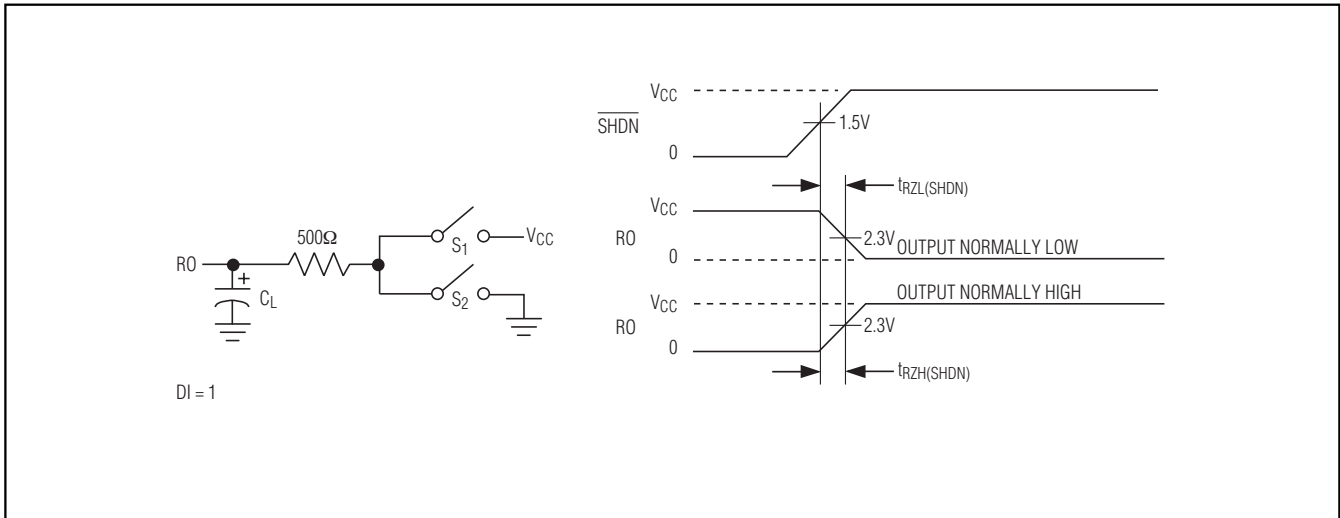 RO
500Ω
+
CL
S1
VCC
S2
DI = 1
VCC
SHDN
0
1.5V
tRZL(SHDN)
VCC
RO
0
2.3V
OUTPUT NORMALLY LOW
OUTPUT NORMALLY HIGH
VCC
RO
0
2.3V
tRZH(SHDN)